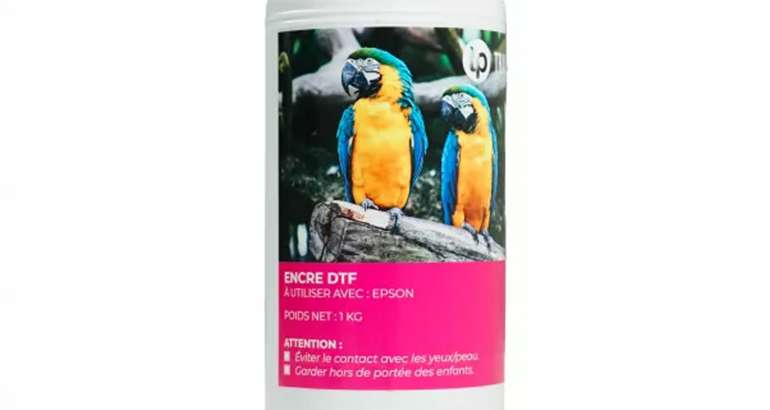 ENCRE DTF
À UTILISER AVEC : EPSON
POIDS NET : 1 KG
ATTENTION :
Éviter le contact avec les yeux/peau.
Garder hors de portée des enfants.